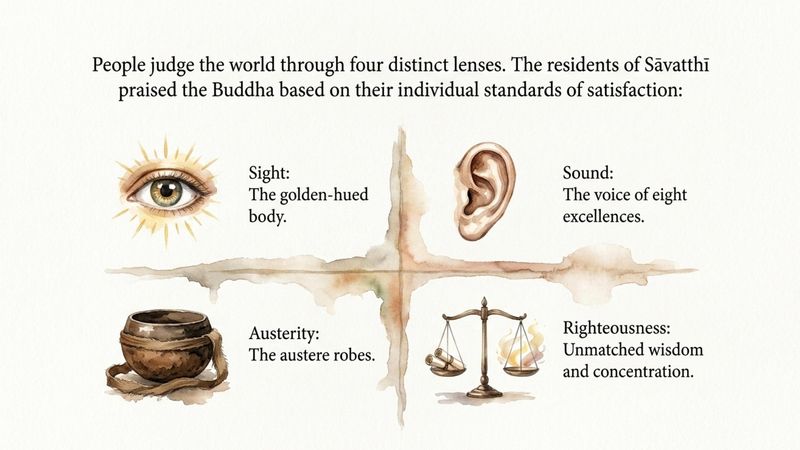 People judge the world through four distinct lenses. The residents of Sāvatthī
praised the Buddha based on their individual standards of satisfaction:
Sight:
The golden-hued
body.
Sound:
The voice of eight
excellences.
Austerity:
The austere robes.
Righteousness:
Unmatched wisdom
and concentration.